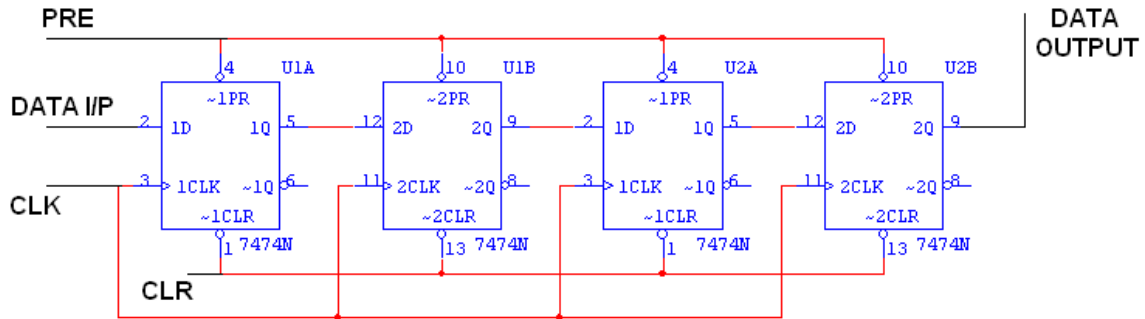 PRE
DATA
OUTPUT
4 U1A 10 U1B 4 U2A 10 U2B
~1PR ~2PR ~1PR ~2PR
DATA I/P
2 1D 1Q 5 12 2D 2Q 9 2 1D 1Q 5 12 2D 2Q 9
3 1CLK ~1Q 6 11 2CLK ~2Q 8 3 1CLK ~1Q 6 11 2CLK ~2Q 8
CLK
~1CLR ~2CLR ~1CLR ~2CLR
1 7474N 13 7474N 1 7474N 13 7474N
CLR